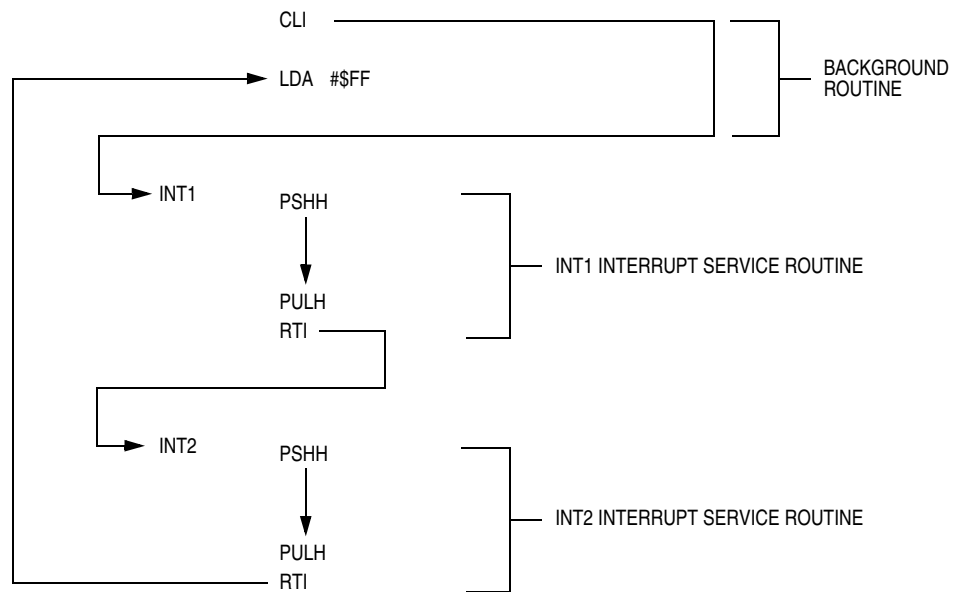 CLI
LDA #$FF
BACKGROUND
ROUTINE
INT1
PSHH
INT1 INTERRUPT SERVICE ROUTINE
PULH
RTI
INT2
PSHH
INT2 INTERRUPT SERVICE ROUTINE
PULH
RTI